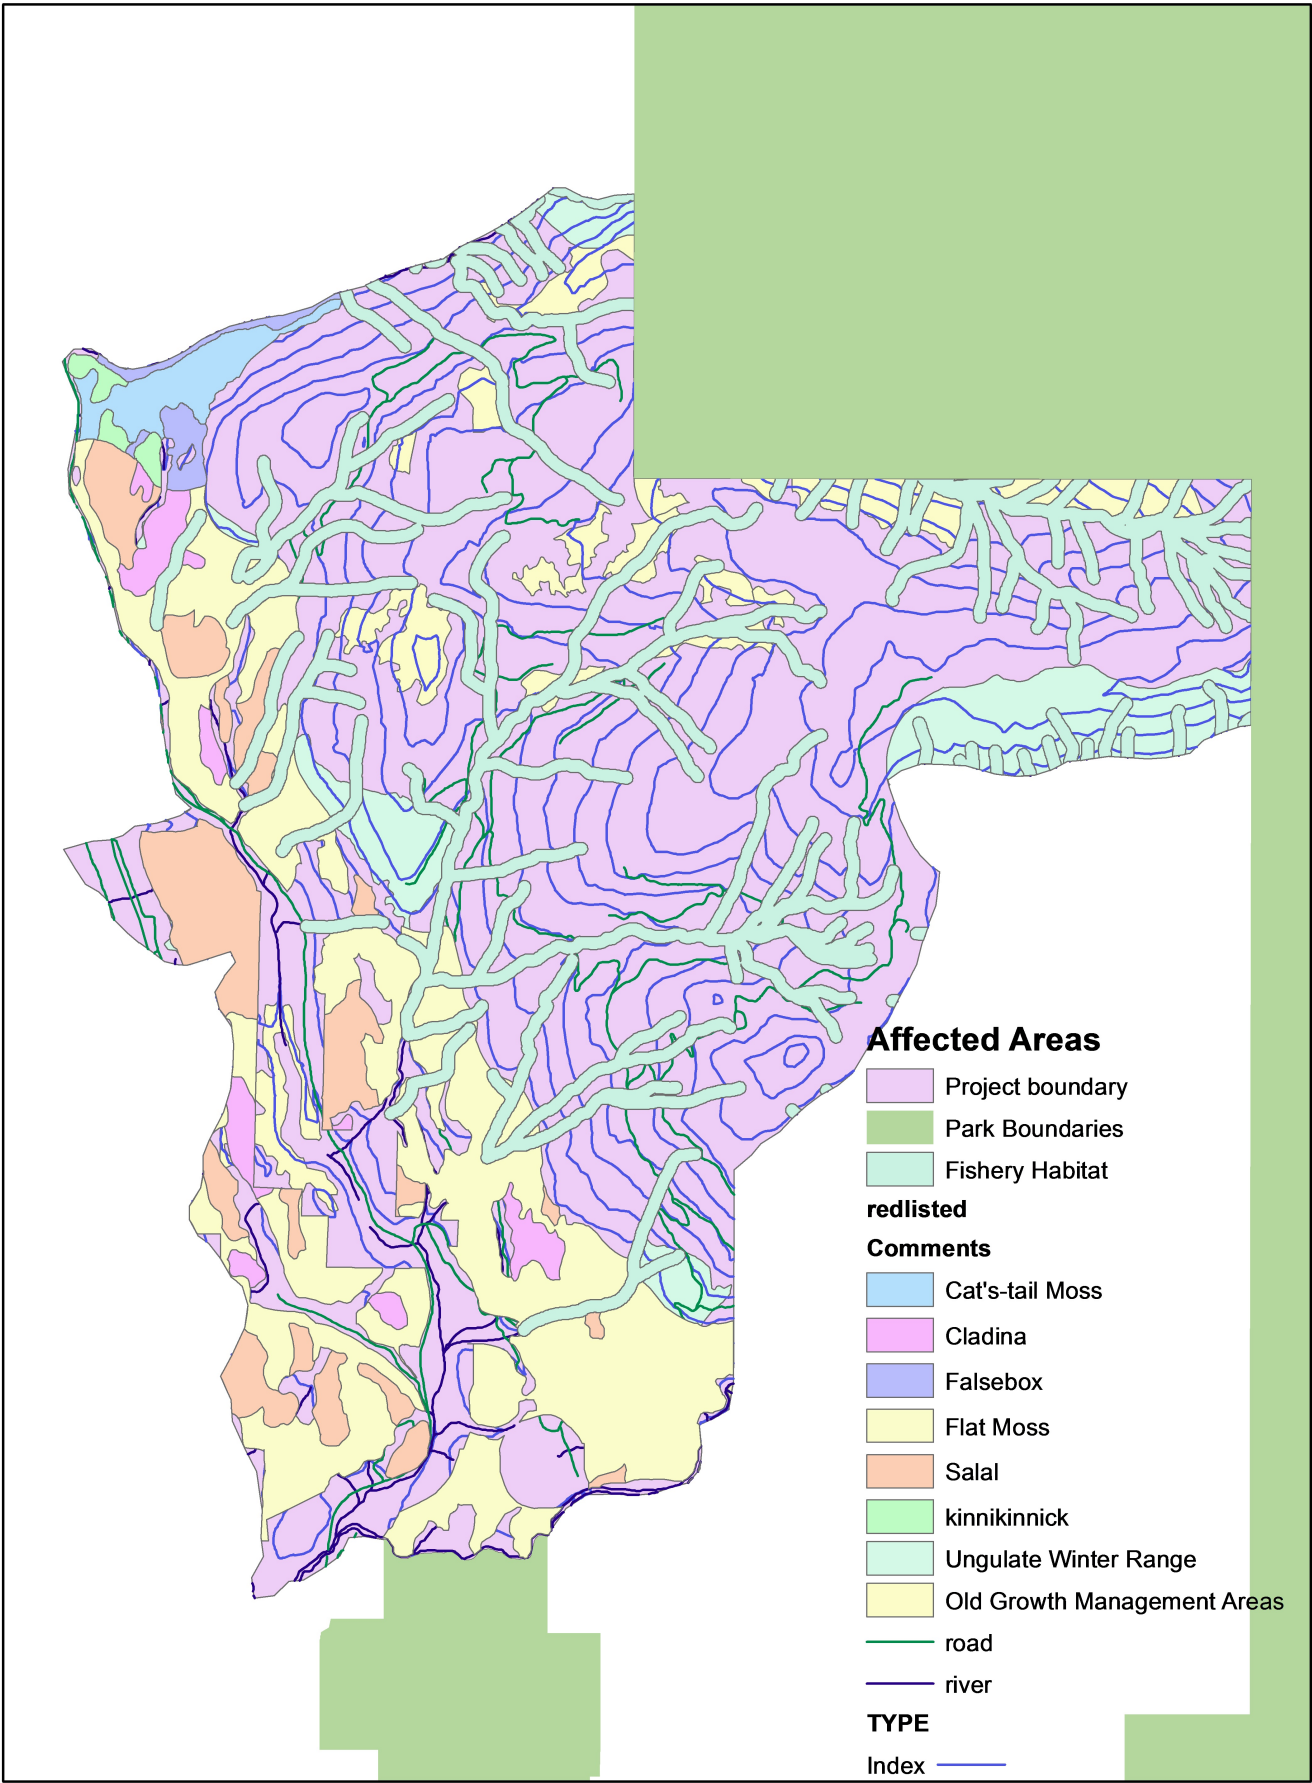 Affected Areas
Project boundary
Park Boundaries
Fishery Habitat
redlisted
Comments
Cat's-tail Moss
Cladina
Falsebox
Flat Moss
Salal
kinnikinnick
Ungulate Winter Range
Old Growth Management Areas
road
river
TYPE
Index